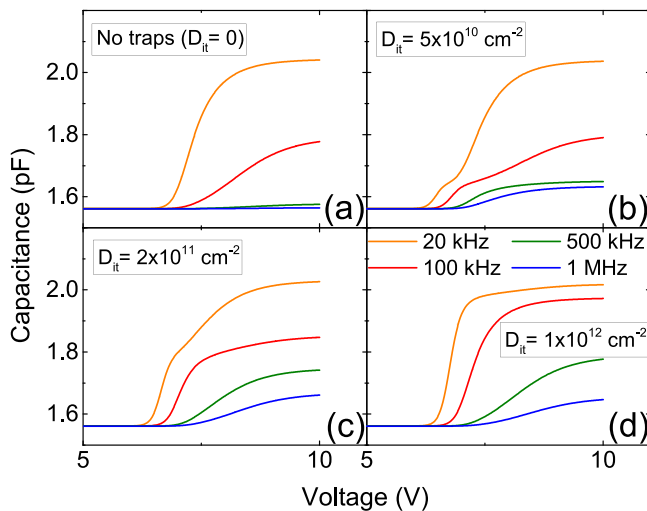 No traps (D_it= 0)
D_it= 5x10^10 cm^-2
2.0
1.8
1.6
(a)
(b)
Capacitance (pF)
D_it= 2x10^11 cm^-2
20 kHz
500 kHz
100 kHz
1 MHz
2.0
D_it= 1x10^12 cm^-2
1.8
1.6
(c)
(d)
5
10
5
10
Voltage (V)